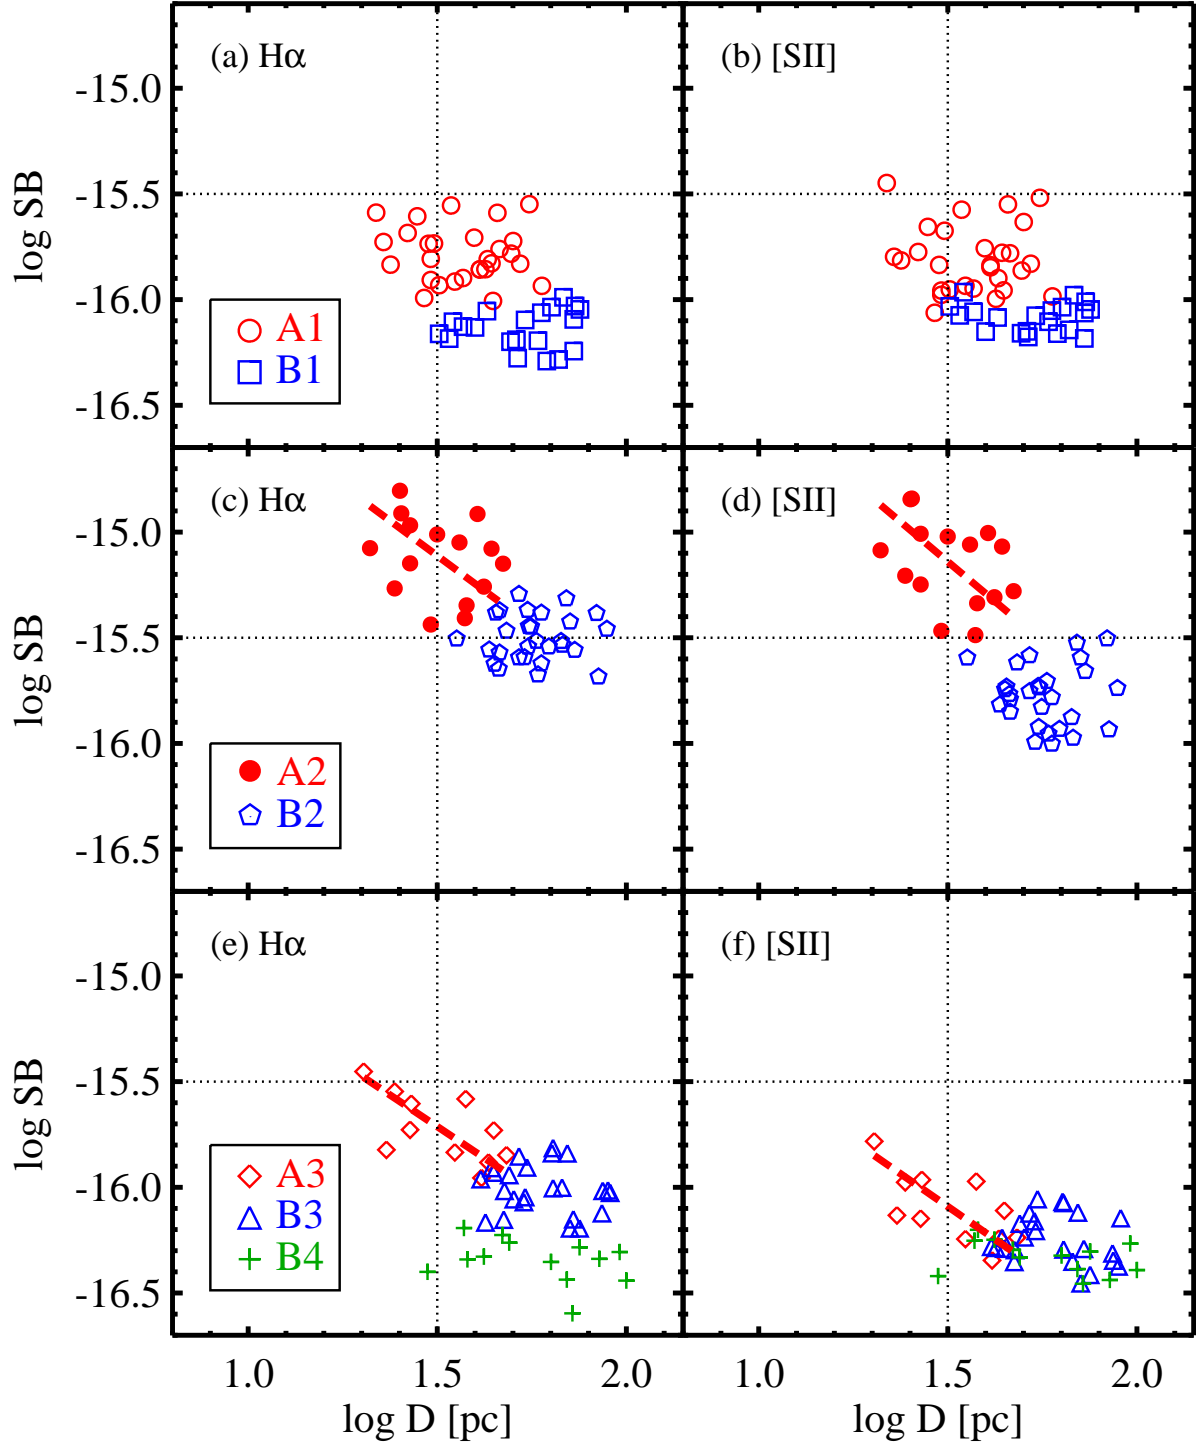 (a) Hα
(b) [SII]
-15.0
-15.5
-16.0
-16.5
log SB
A1
B1
(c) Hα
(d) [SII]
-15.0
-15.5
-16.0
-16.5
log SB
A2
B2
(e) Hα
(f) [SII]
-15.0
-15.5
-16.0
-16.5
log SB
A3
B3
B4
1.0 1.5 2.0
1.0 1.5 2.0
log D [pc]
log D [pc]